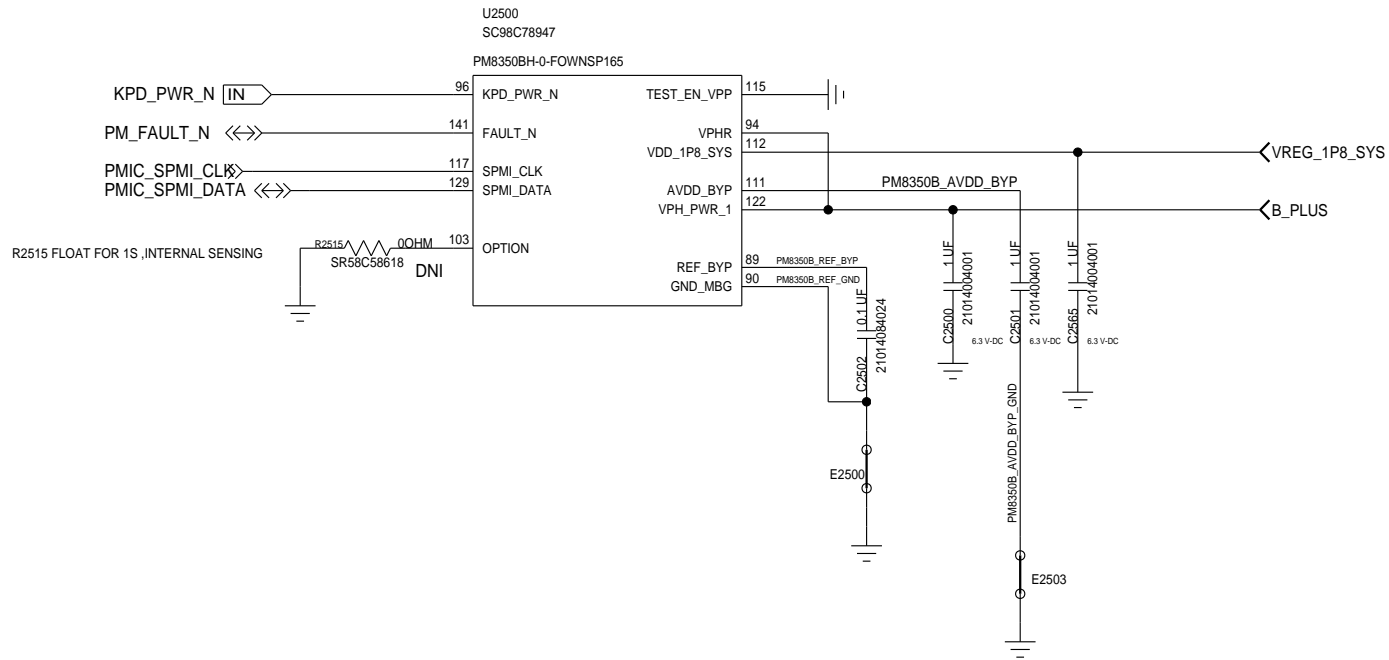 U2500
SC98C78947
PM8350BH-0-FOWNSP165
KPD_PWR_N IN 96 KPD_PWR_N TEST_EN_VPP 115
PM_FAULT_N 141 FAULT_N VPHR 94
VDD_1P8_SYS 112 VREG_1P8_SYS
PMIC_SPMI_CLK 117 SPMI_CLK
PMIC_SPMI_DATA 129 SPMI_DATA AVDD_BYP 111 PM8350B_AVDD_BYP
VPH_PWR_1 122 B_PLUS
R2515 FLOAT FOR 1S ,INTERNAL SENSING R2515 0OHM 103 OPTION
SR58C58618 DNI
REF_BYP 89 PM8350B_REF_BYP
GND_MBG 90 PM8350B_REF_GND
C2502 0.1 UF
21014084024
C2500 1 UF
21014004001
6.3 V-DC
C2501 1 UF
21014004001
6.3 V-DC
C2565 1 UF
21014004001
6.3 V-DC
PM8350B_AVDD_BYP_GND
E2500
E2503